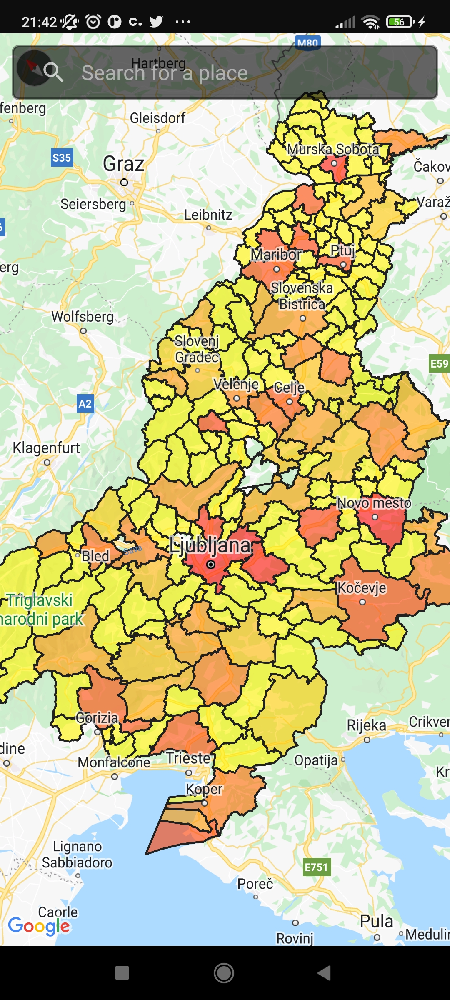 21:42
c.
...
56
M80
Hartberg
Search for a place
fenberg
Gleisdorf
S35
Murska Sobota
Graz
Čakov
Seiersberg
Varaž
Leibnitz
6
Maribor
Ptuj
erg
Slovenska
Bistrica
Wolfsberg
Slovenj
Gradec
E59
Velenje
Celje
A2
Klagenfurt
Novo mesto
Ljubljana
Sava
Bled
Kočevje
Triglavski
narodni park
Gorizia
Rijeka
Crikver
dine
Monfalcone
Trieste
Opatija
Kr
Koper
Lignano
Sabbiadoro
E751
Poreč
Caorle
Google
Pula
Rovinj
Medulin